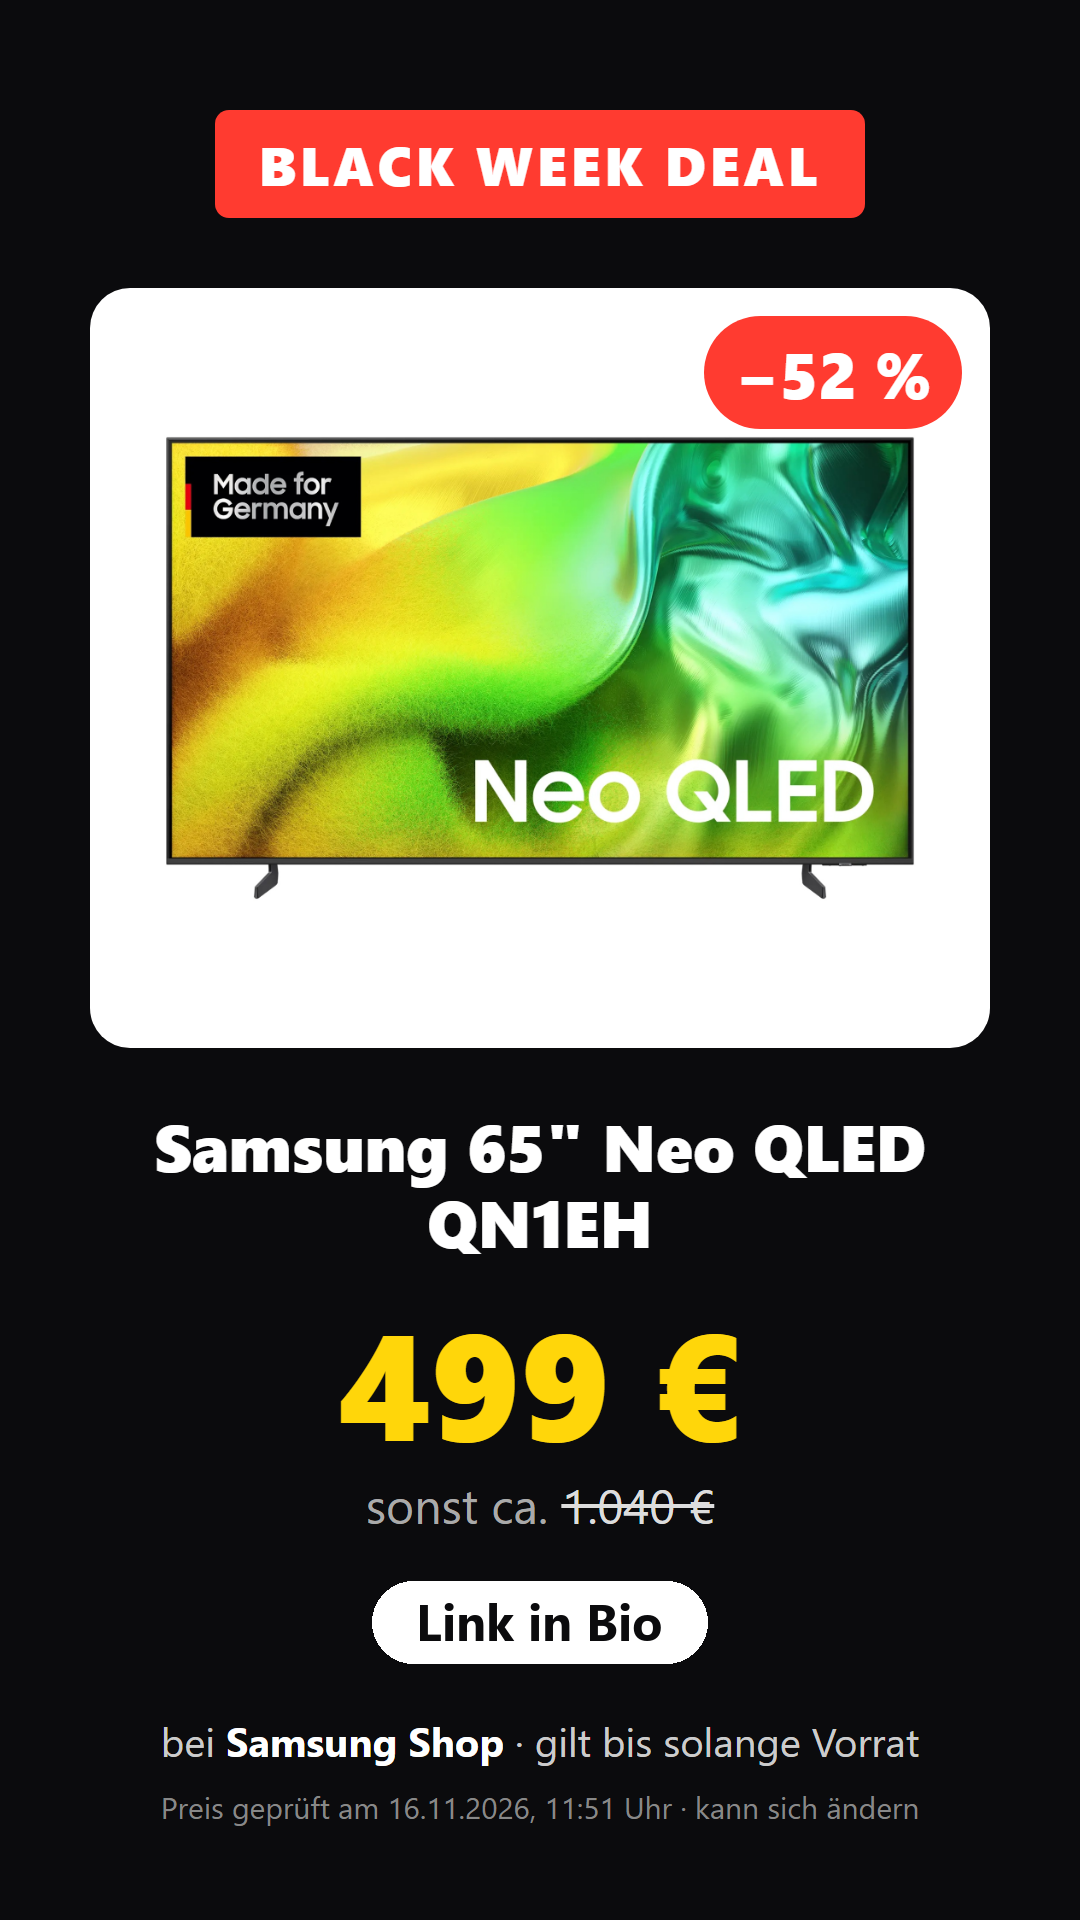 BLACK WEEK DEAL
–52 %
Made for
Germany
Neo QLED
Samsung 65" Neo QLED
QN1EH
499 €
sonst ca. 1.040 €
Link in Bio
bei Samsung Shop · gilt bis solange Vorrat
Preis geprüft am 16.11.2026, 11:51 Uhr · kann sich ändern